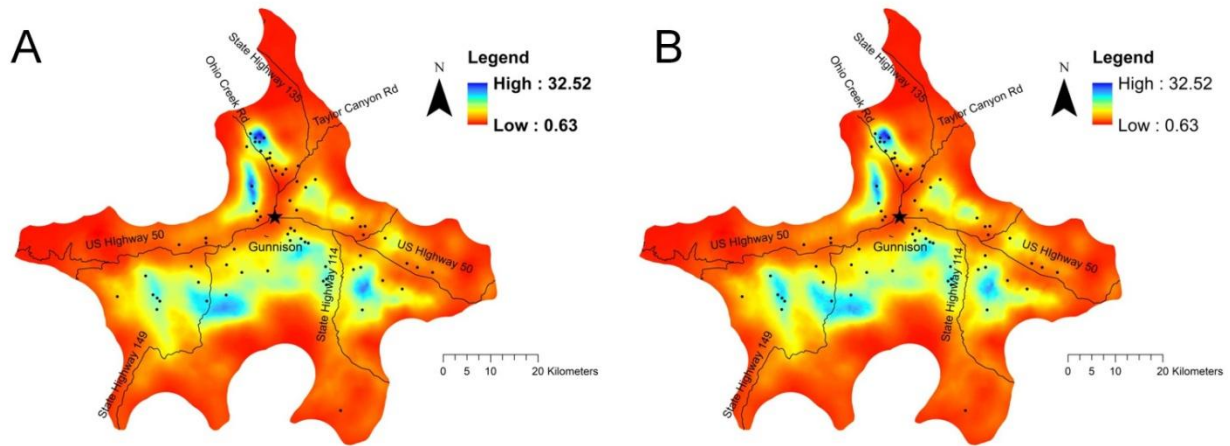 A
Legend
N
High : 32.52
Low : 0.63
State Highway 135
Ohio Creek Rd
Taylor Canyon Rd
US HIghway 50
Gunnison
US HIghway 50
State Highway 114
State Highway 149
0 5 10 20 Kilometers
B
Legend
N
High : 32.52
Low : 0.63
State Highway 135
Ohio Creek Rd
Taylor Canyon Rd
US HIghway 50
Gunnison
US HIghway 50
State Highway 114
State Highway 149
0 5 10 20 Kilometers